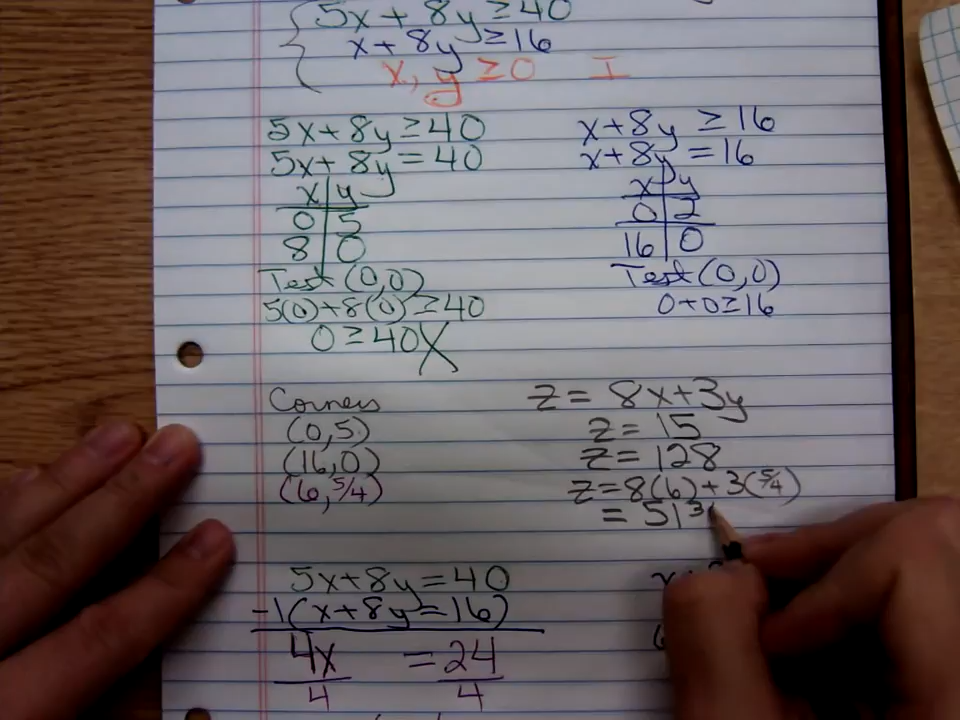 5x + 8y ≥ 40
x + 8y ≥ 16
x, y ≥ 0 I
5x + 8y ≥ 40
5x + 8y = 40
x | y
0 | 5
8 | 0
Test (0,0)
5(0) + 8(0) ≥ 40
0 ≥ 40 X
x + 8y ≥ 16
x + 8y = 16
x | y
0 | 2
16 | 0
Test (0,0)
0 + 0 ≥ 16
Corners
(0,5)
(16,0)
(6, 5/4)
z = 8x + 3y
z = 15
z = 128
z = 8(6) + 3(5/4)
= 51 3
5x + 8y = 40
-1(x + 8y = 16)
4x = 24
4 4